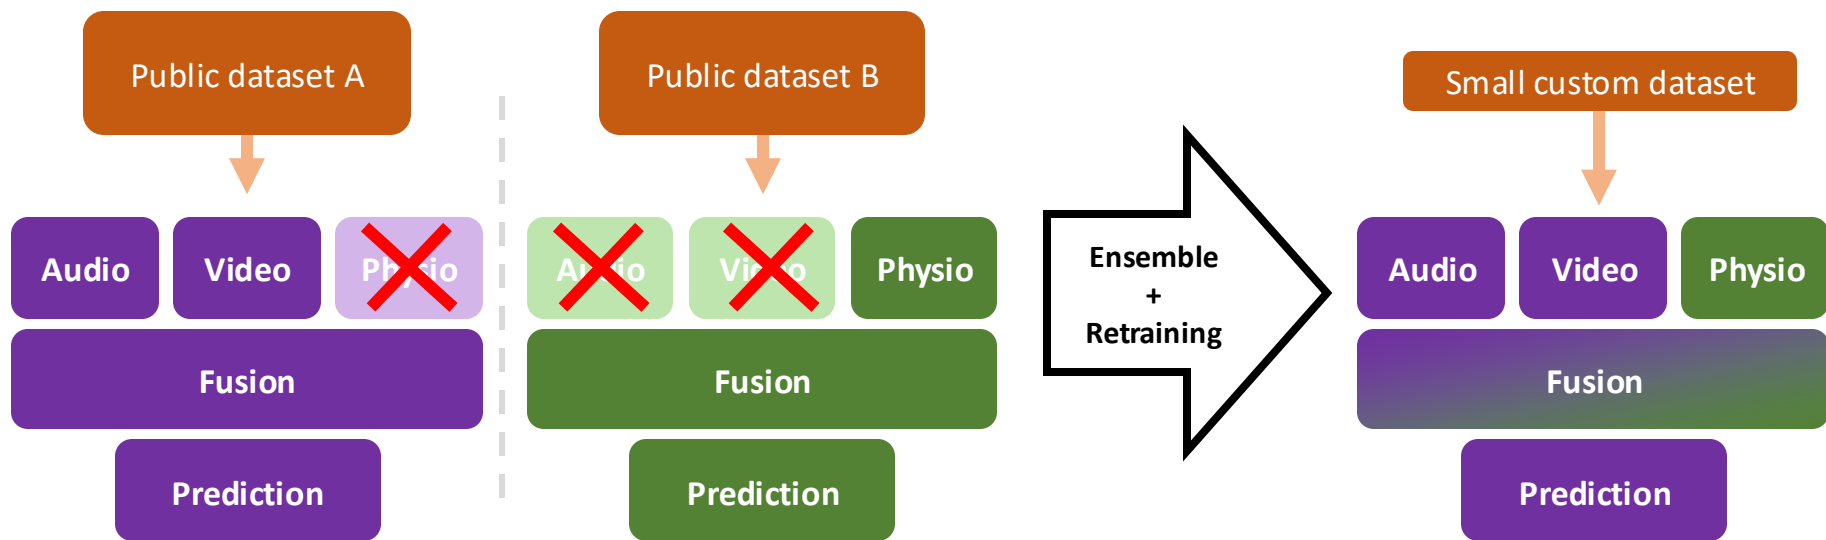 Public dataset A
Public dataset B
Small custom dataset
Audio
Video
Physio
Audio
Video
Physio
Ensemble
+
Retraining
Audio
Video
Physio
Fusion
Fusion
Fusion
Prediction
Prediction
Prediction